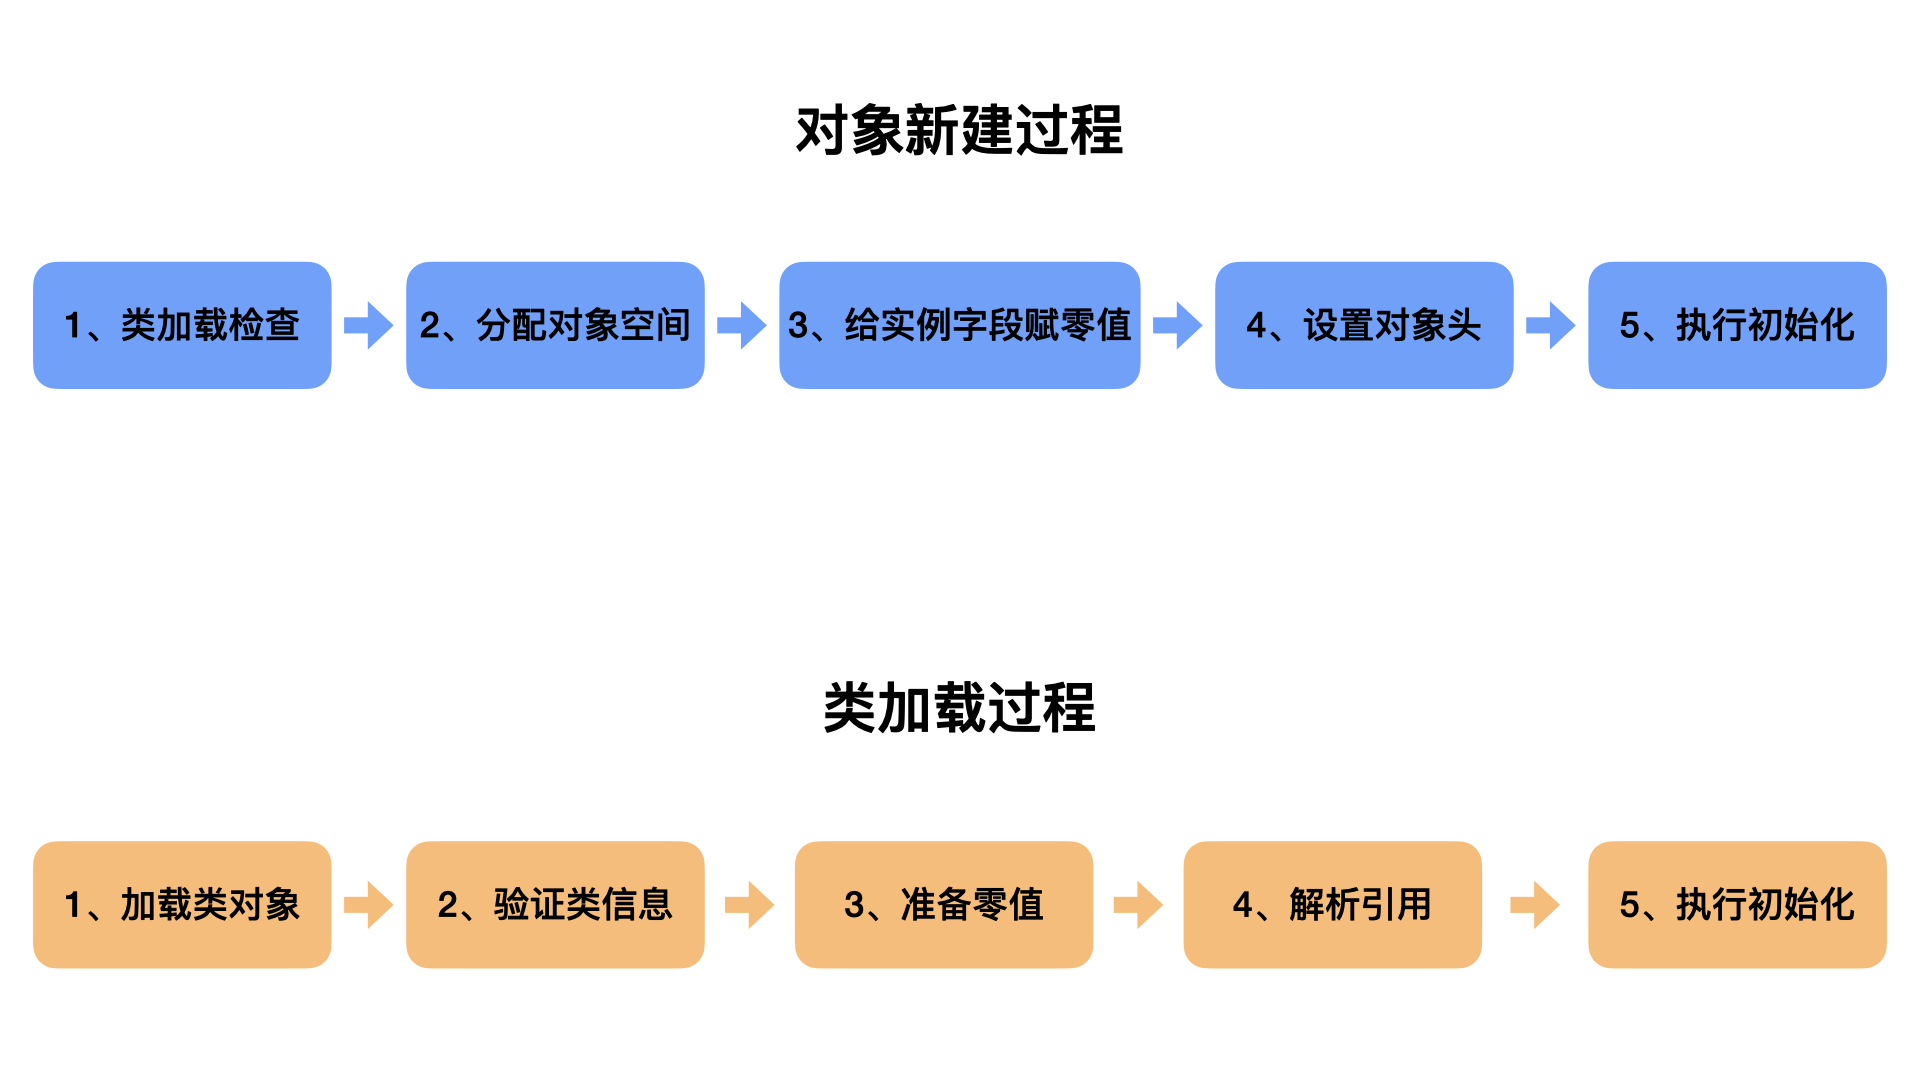 对象新建过程
1、类加载检查
2、分配对象空间
3、给实例字段赋零值
4、设置对象头
5、执行初始化
类加载过程
1、加载类对象
2、验证类信息
3、准备零值
4、解析引用
5、执行初始化